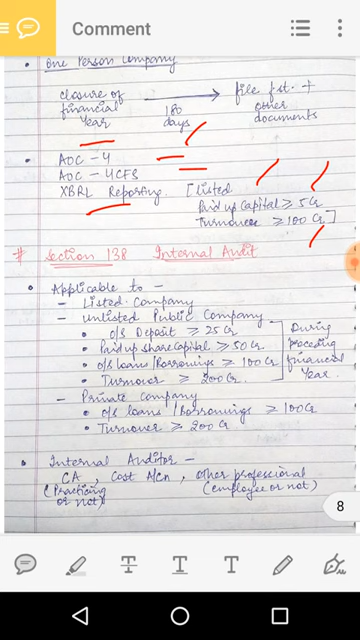 Comment
• One Person Company
closure of financial year → 180 days → file fst. + other documents
• AOC - 4
AOC - 4CFS
XBRL Reporting [Listed
Paid up Capital ≥ 5 Cr
Turnover ≥ 100 Cr]
# Section 138 Internal Audit
• Applicable to -
- Listed Company
- Unlisted Public Company
• o/s Deposit ≥ 25 Cr
• Paid up share Capital ≥ 50 Cr.
• o/s loans/Borrowings ≥ 100 Cr
• Turnover ≥ 200 Cr.
During preceding financial Year.
- Private Company
• o/s loans / Borrowings ≥ 100 Cr
• Turnover ≥ 200 Cr
• Internal Auditor -
CA, Cost A/cn, other professional
(Practicing or not) (employee or not)
8